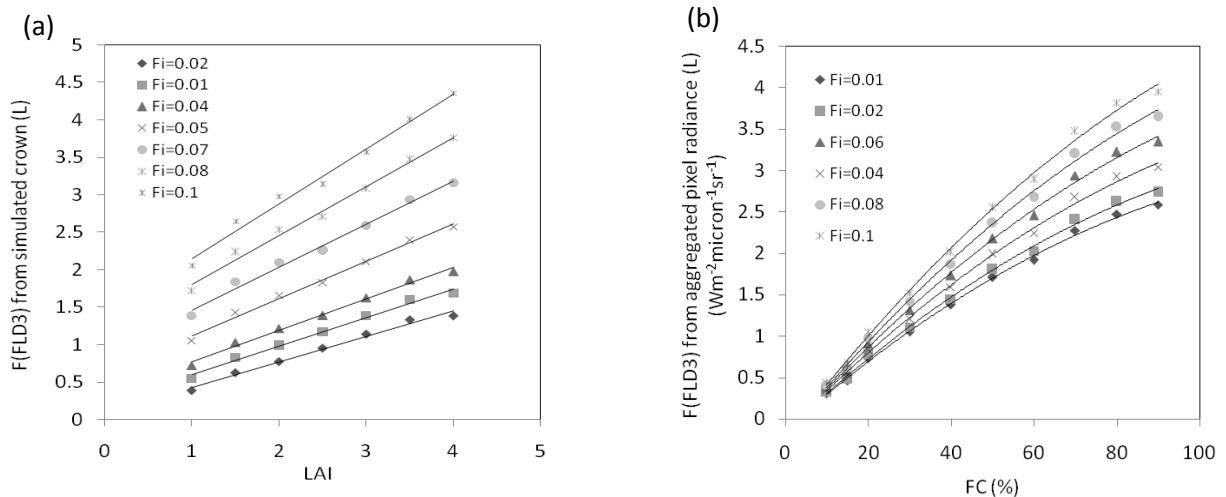 (a)
5
4.5
4
3.5
3
2.5
2
1.5
1
0.5
0
0
1
2
3
4
5
F(FLD3) from simulated crown (L)
LAI
Fi=0.02
Fi=0.01
Fi=0.04
Fi=0.05
Fi=0.07
Fi=0.08
Fi=0.1
(b)
4.5
4
3.5
3
2.5
2
1.5
1
0.5
0
0
20
40
60
80
100
F(FLD3) from aggregated pixel radiance (L)
(Wm⁻²micron⁻¹sr⁻¹)
FC (%)
Fi=0.01
Fi=0.02
Fi=0.06
Fi=0.04
Fi=0.08
Fi=0.1